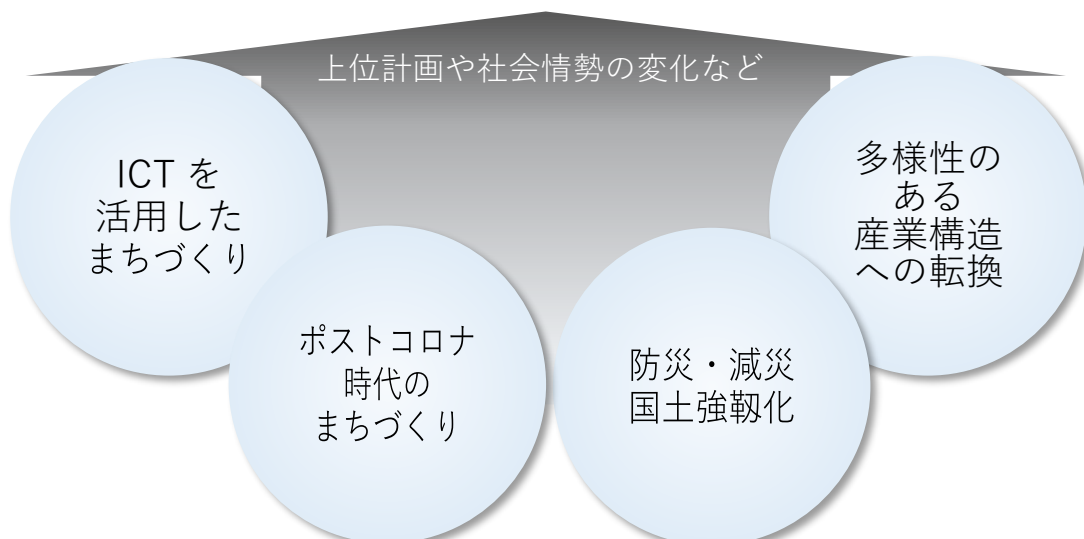 上位計画や社会情勢の変化など
ICT を
活用した
まちづくり
ポストコロナ
時代の
まちづくり
防災・減災
国土強靱化
多様性の
ある
産業構造
への転換